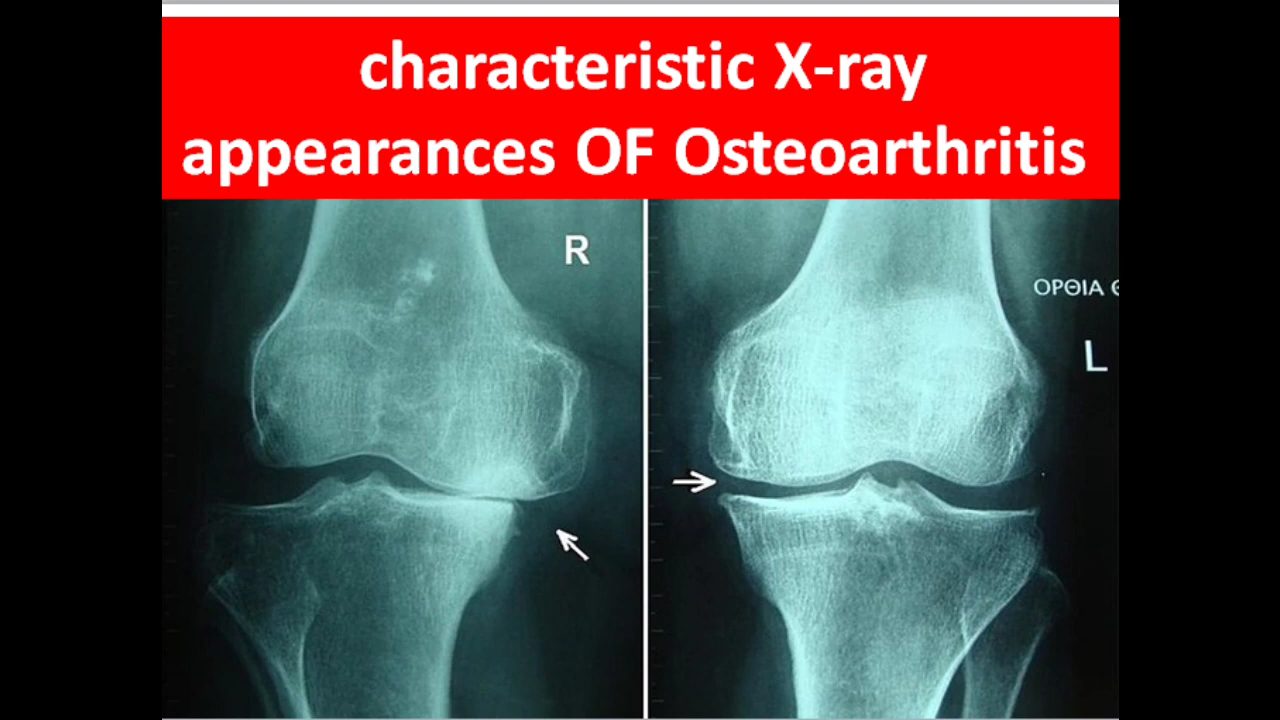 characteristic X-ray
appearances OF Osteoarthritis
R
ΟΡΘΙΑ
L